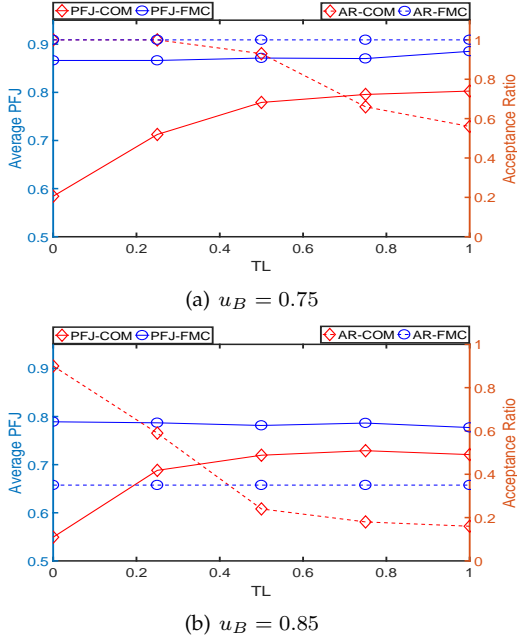 PFJ-COM PFJ-FMC AR-COM AR-FMC
0.9 1
0.8 0.8
0.7 0.6
0.6 0.4
0.5 0.2
0
Average PFJ
Acceptance Ratio
0 0.2 0.4 0.6 0.8 1
TL
(a) u_B = 0.75
PFJ-COM PFJ-FMC AR-COM AR-FMC
0.9 1
0.8 0.8
0.7 0.6
0.6 0.4
0.5 0.2
0
Average PFJ
Acceptance Ratio
0 0.2 0.4 0.6 0.8 1
TL
(b) u_B = 0.85